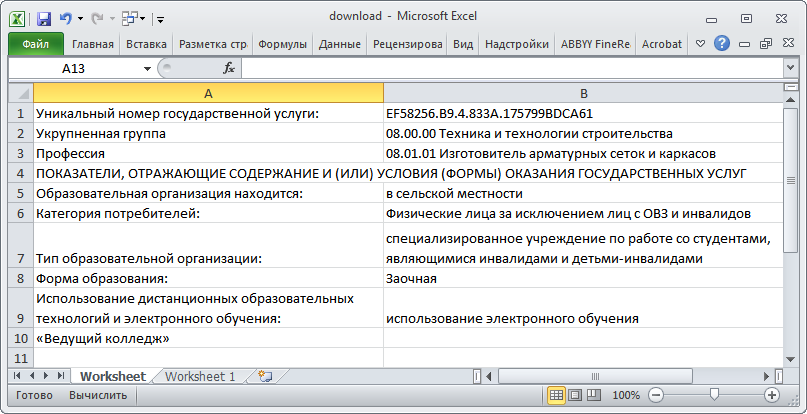 download - Microsoft Excel
Файл Главная Вставка Разметка стр Формулы Данные Рецензирова Вид Надстройки ABBYY FineRe Acrobat
A13 fx
A B
1 Уникальный номер государственной услуги: EF58256.B9.4.833A.175799BDCA61
2 Укрупненная группа 08.00.00 Техника и технологии строительства
3 Профессия 08.01.01 Изготовитель арматурных сеток и каркасов
4 ПОКАЗАТЕЛИ, ОТРАЖАЮЩИЕ СОДЕРЖАНИЕ И (ИЛИ) УСЛОВИЯ (ФОРМЫ) ОКАЗАНИЯ ГОСУДАРСТВЕННЫХ УСЛУГ
5 Образовательная организация находится: в сельской местности
6 Категория потребителей: Физические лица за исключением лиц с ОВЗ и инвалидов
специализированное учреждение по работе со студентами,
7 Тип образовательной организации: являющимися инвалидами и детьми-инвалидами
8 Форма образования: Заочная
Использование дистанционных образовательных
9 технологий и электронного обучения: использование электронного обучения
10 «Ведущий колледж»
11
Worksheet Worksheet 1
Готово Вычислить 100%